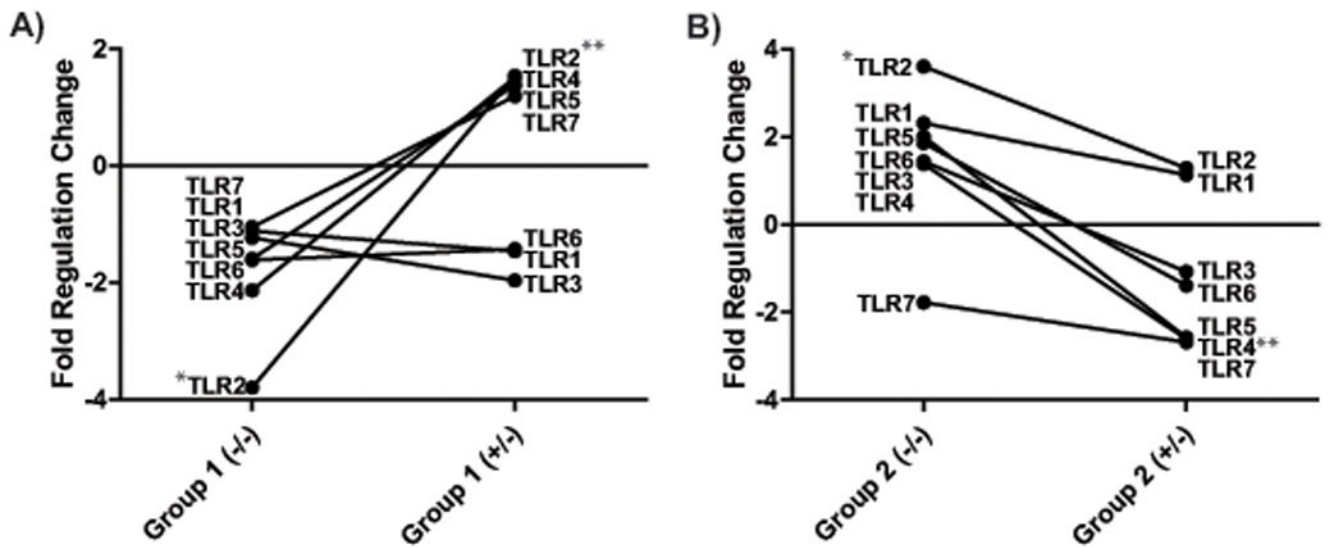 A)
Fold Regulation Change
2
0
-2
-4
TLR7
TLR1
TLR3
TLR5
TLR6
TLR4
*TLR2
TLR2**
TLR4
TLR5
TLR7
TLR6
TLR1
TLR3
Group 1 (-/-)
Group 1 (+/-)
B)
Fold Regulation Change
4
2
0
-2
-4
*TLR2
TLR1
TLR5
TLR6
TLR3
TLR4
TLR7
TLR2
TLR1
TLR3
TLR6
TLR5
TLR4**
TLR7
Group 2 (-/-)
Group 2 (+/-)